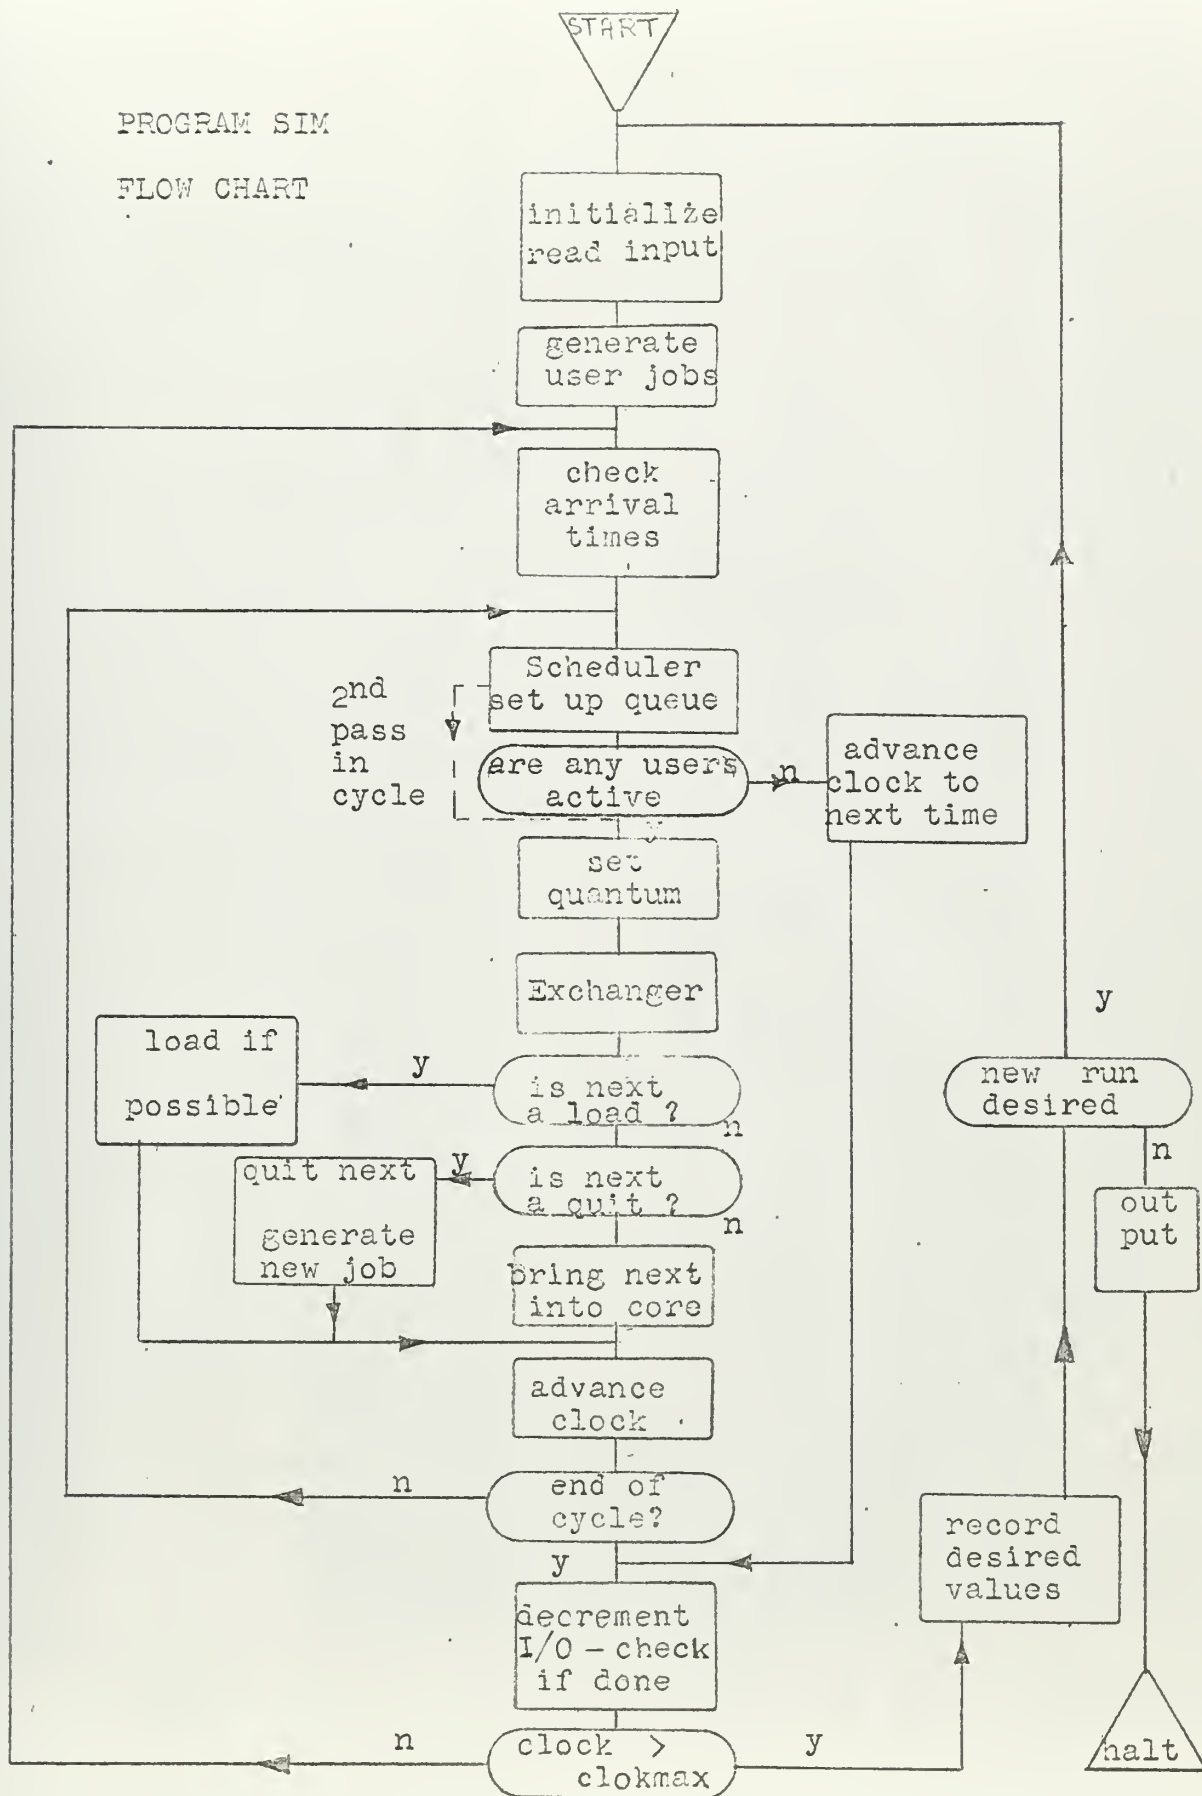 START
PROGRAM SIM
FLOW CHART
initialize
read input
generate
user jobs
check
arrival
times
Scheduler
set up queue
2nd
pass
in
cycle
are any users
active
n
advance
clock to
next time
y
set
quantum
Exchanger
load if
possible
y
is next
a load ?
n
quit next
generate
new job
y
is next
a quit ?
n
bring next
into core
advance
clock
n
end of
cycle?
y
decrement
I/O - check
if done
n
clock >
clokmax
y
record
desired
values
y
new run
desired
n
out
put
halt